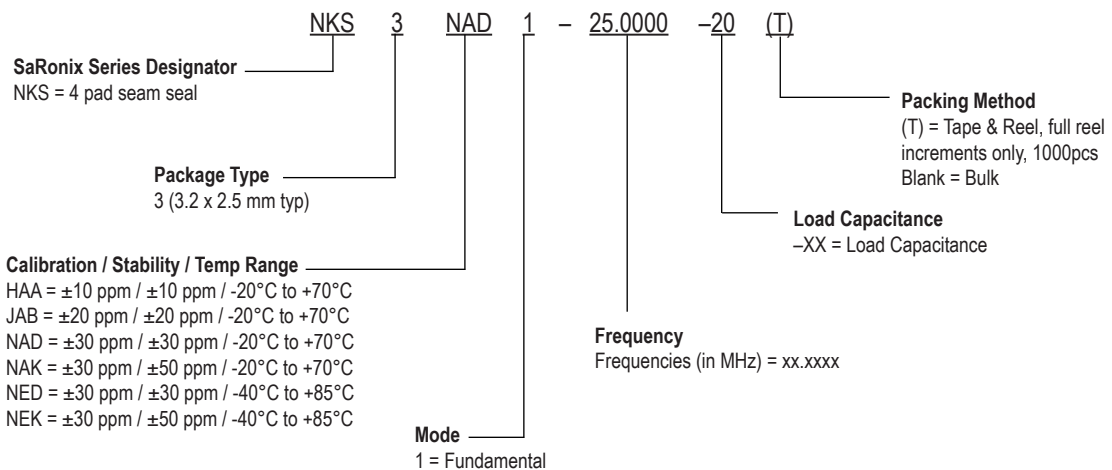 NKS 3 NAD 1 – 25.0000 –20 (T)
SaRonix Series Designator
NKS = 4 pad seam seal
Packing Method
(T) = Tape & Reel, full reel
increments only, 1000pcs
Blank = Bulk
Package Type
3 (3.2 x 2.5 mm typ)
Load Capacitance
–XX = Load Capacitance
Calibration / Stability / Temp Range
HAA = ±10 ppm / ±10 ppm / -20°C to +70°C
JAB = ±20 ppm / ±20 ppm / -20°C to +70°C
NAD = ±30 ppm / ±30 ppm / -20°C to +70°C
NAK = ±30 ppm / ±50 ppm / -20°C to +70°C
NED = ±30 ppm / ±30 ppm / -40°C to +85°C
NEK = ±30 ppm / ±50 ppm / -40°C to +85°C
Frequency
Frequencies (in MHz) = xx.xxxx
Mode
1 = Fundamental